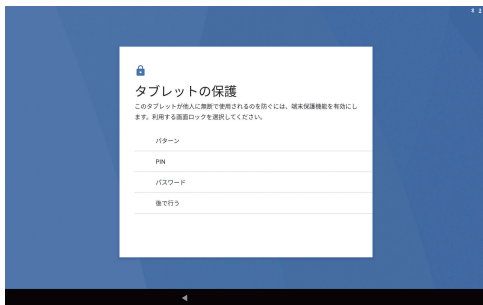 タブレットの保護
このタブレットが他人に無断で使用されるのを防ぐには、端末保護機能を有効にし
ます。利用する画面ロックを選択してください。
パターン
PIN
パスワード
後で行う